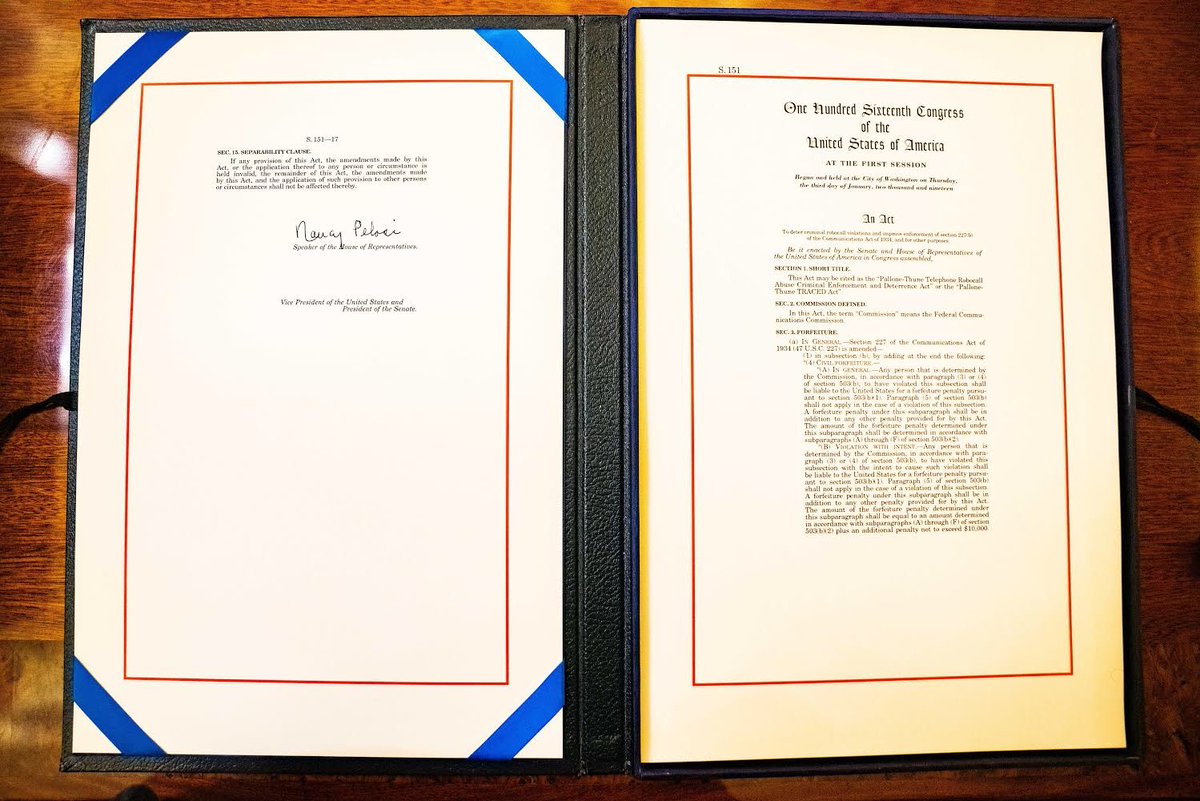 S. 151—17
SEC. 15. SEPARABILITY CLAUSE.
If any provision of this Act, the amendments made by this
Act, or the application thereof to any person or circumstance is
held invalid, the remainder of this Act, the amendments made
by this Act, and the application of such provision to other persons
or circumstances shall not be affected thereby.
Nancy Pelosi
Speaker of the House of Representatives.
Vice President of the United States and
President of the Senate.
S. 151
One Hundred Sixteenth Congress
of the
United States of America
AT THE FIRST SESSION
Begun and held at the City of Washington on Thursday,
the third day of January, two thousand and nineteen
An Act
To deter criminal robocall violations and improve enforcement of section 227(b)
of the Communications Act of 1934, and for other purposes.
Be it enacted by the Senate and House of Representatives of
the United States of America in Congress assembled,
SECTION 1. SHORT TITLE.
This Act may be cited as the “Pallone-Thune Telephone Robocall
Abuse Criminal Enforcement and Deterrence Act” or the “Pallone-
Thune TRACED Act”.
SEC. 2. COMMISSION DEFINED.
In this Act, the term “Commission” means the Federal Commu-
nications Commission.
SEC. 3. FORFEITURE.
(a) IN GENERAL.—Section 227 of the Communications Act of
1934 (47 U.S.C. 227) is amended—
(1) in subsection (b), by adding at the end the following:
“(4) CIVIL FORFEITURE.—
“(A) IN GENERAL.—Any person that is determined by
the Commission, in accordance with paragraph (3) or (4)
of section 503(b), to have violated this subsection shall
be liable to the United States for a forfeiture penalty pursu-
ant to section 503(b)(1). Paragraph (5) of section 503(b)
shall not apply in the case of a violation of this subsection.
A forfeiture penalty under this subparagraph shall be in
addition to any other penalty provided for by this Act.
The amount of the forfeiture penalty determined under
this subparagraph shall be determined in accordance with
subparagraphs (A) through (F) of section 503(b)(2).
“(B) VIOLATION WITH INTENT.—Any person that is
determined by the Commission, in accordance with para-
graph (3) or (4) of section 503(b), to have violated this
subsection with the intent to cause such violation shall
be liable to the United States for a forfeiture penalty pursu-
ant to section 503(b)(1). Paragraph (5) of section 503(b)
shall not apply in the case of a violation of this subsection.
A forfeiture penalty under this subparagraph shall be in
addition to any other penalty provided for by this Act.
The amount of the forfeiture penalty determined under
this subparagraph shall be equal to an amount determined
in accordance with subparagraphs (A) through (F) of section
503(b)(2) plus an additional penalty not to exceed $10,000.